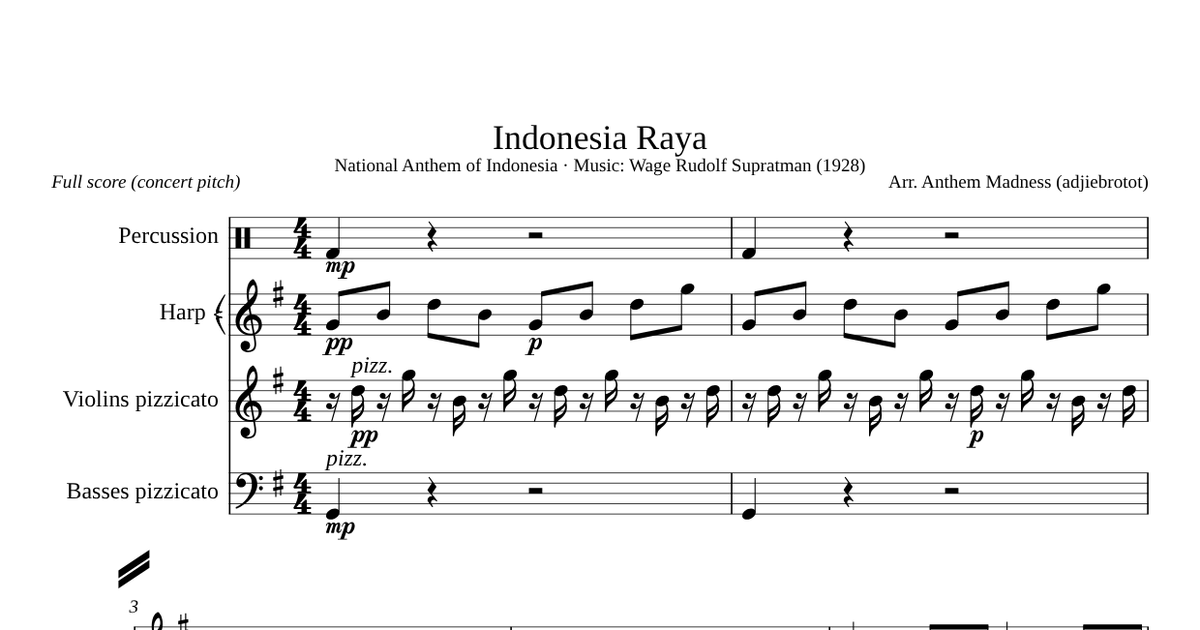 Indonesia Raya
National Anthem of Indonesia · Music: Wage Rudolf Supratman (1928)
Full score (concert pitch)
Arr. Anthem Madness (adjiebrotot)
Percussion
mp
Harp
pp p
pizz.
Violins pizzicato
pp p
pizz.
Basses pizzicato
mp
3